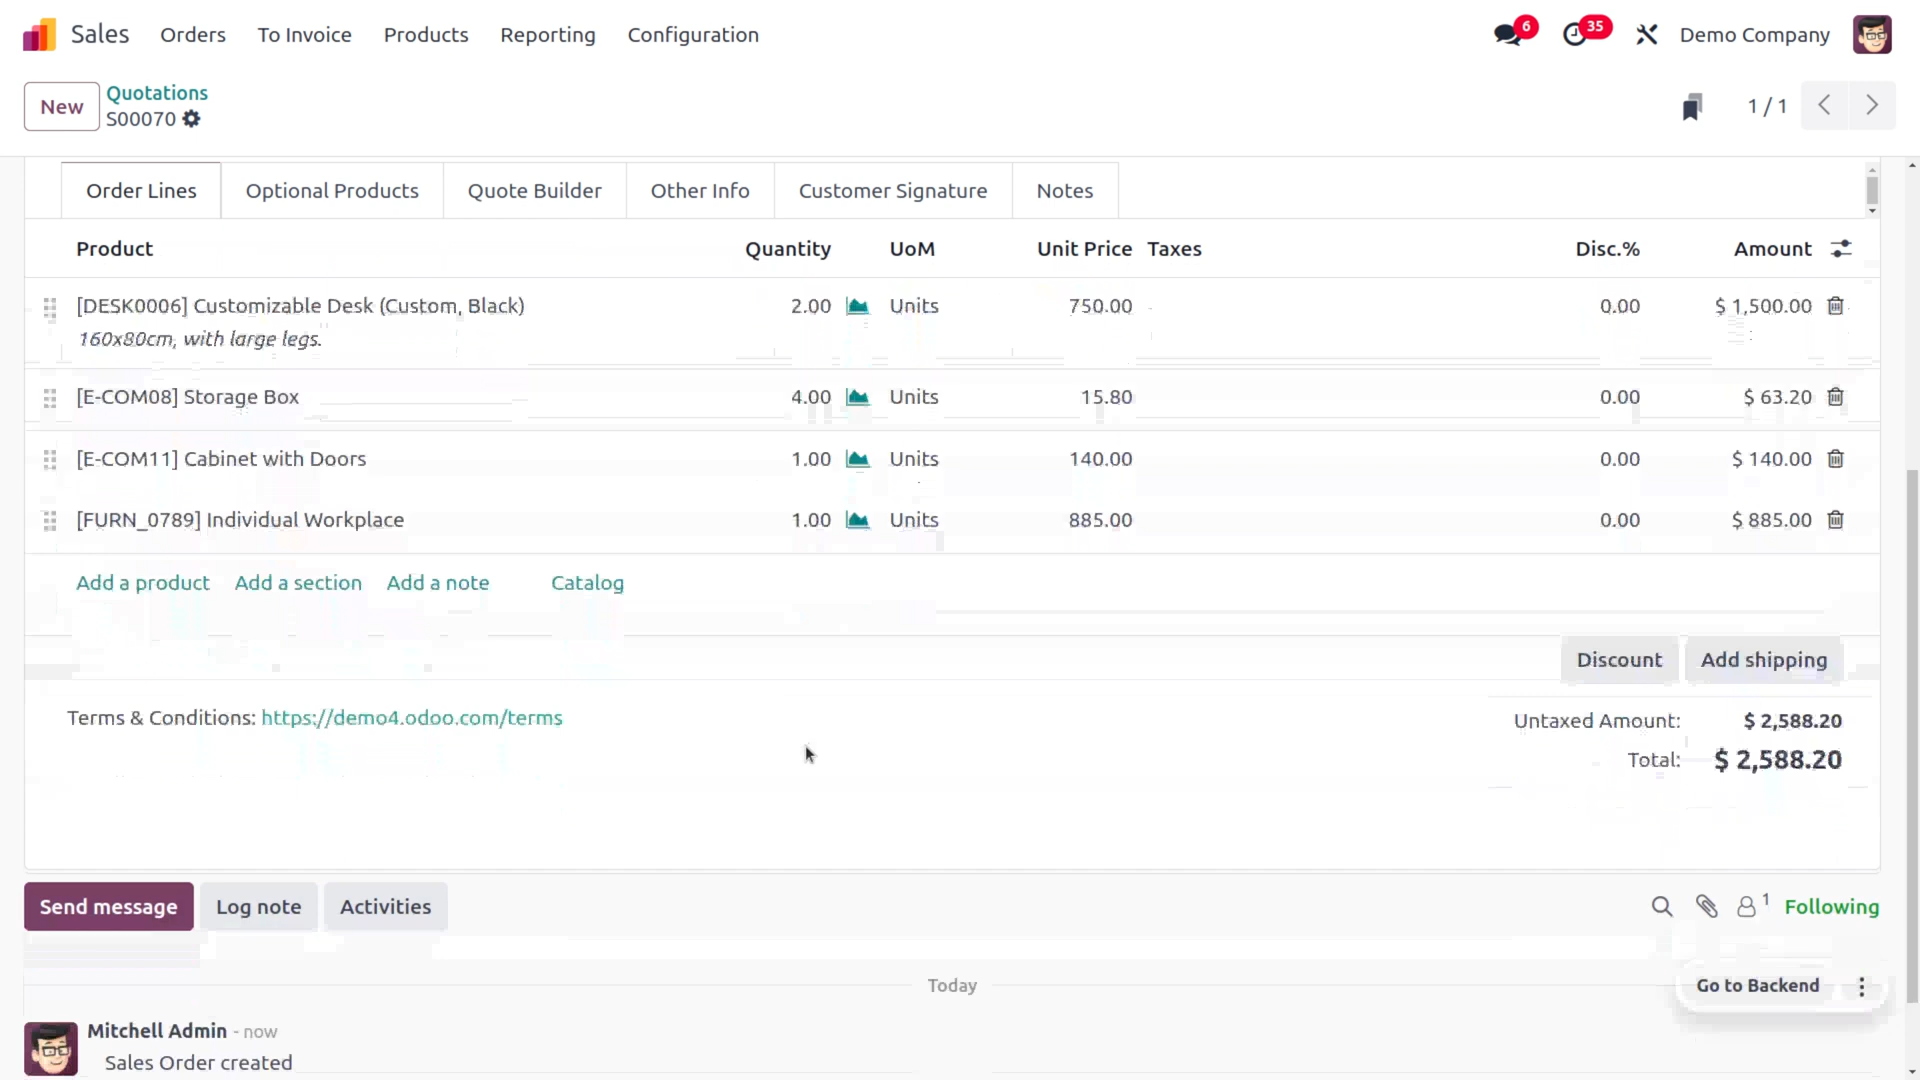 Sales Orders To Invoice Products Reporting Configuration 6 35 Demo Company
New Quotations 1 / 1
S00070
Order Lines Optional Products Quote Builder Other Info Customer Signature Notes
Product Quantity UoM Unit Price Taxes Disc.% Amount
[DESK0006] Customizable Desk (Custom, Black) 2.00 Units 750.00 0.00 $ 1,500.00
160x80cm, with large legs.
[E-COM08] Storage Box 4.00 Units 15.80 0.00 $ 63.20
[E-COM11] Cabinet with Doors 1.00 Units 140.00 0.00 $ 140.00
[FURN_0789] Individual Workplace 1.00 Units 885.00 0.00 $ 885.00
Add a product Add a section Add a note Catalog
Discount Add shipping
Terms & Conditions: https://demo4.odoo.com/terms Untaxed Amount: $ 2,588.20
Total: $ 2,588.20
Send message Log note Activities 1 Following
Today Go to Backend
Mitchell Admin - now
Sales Order created